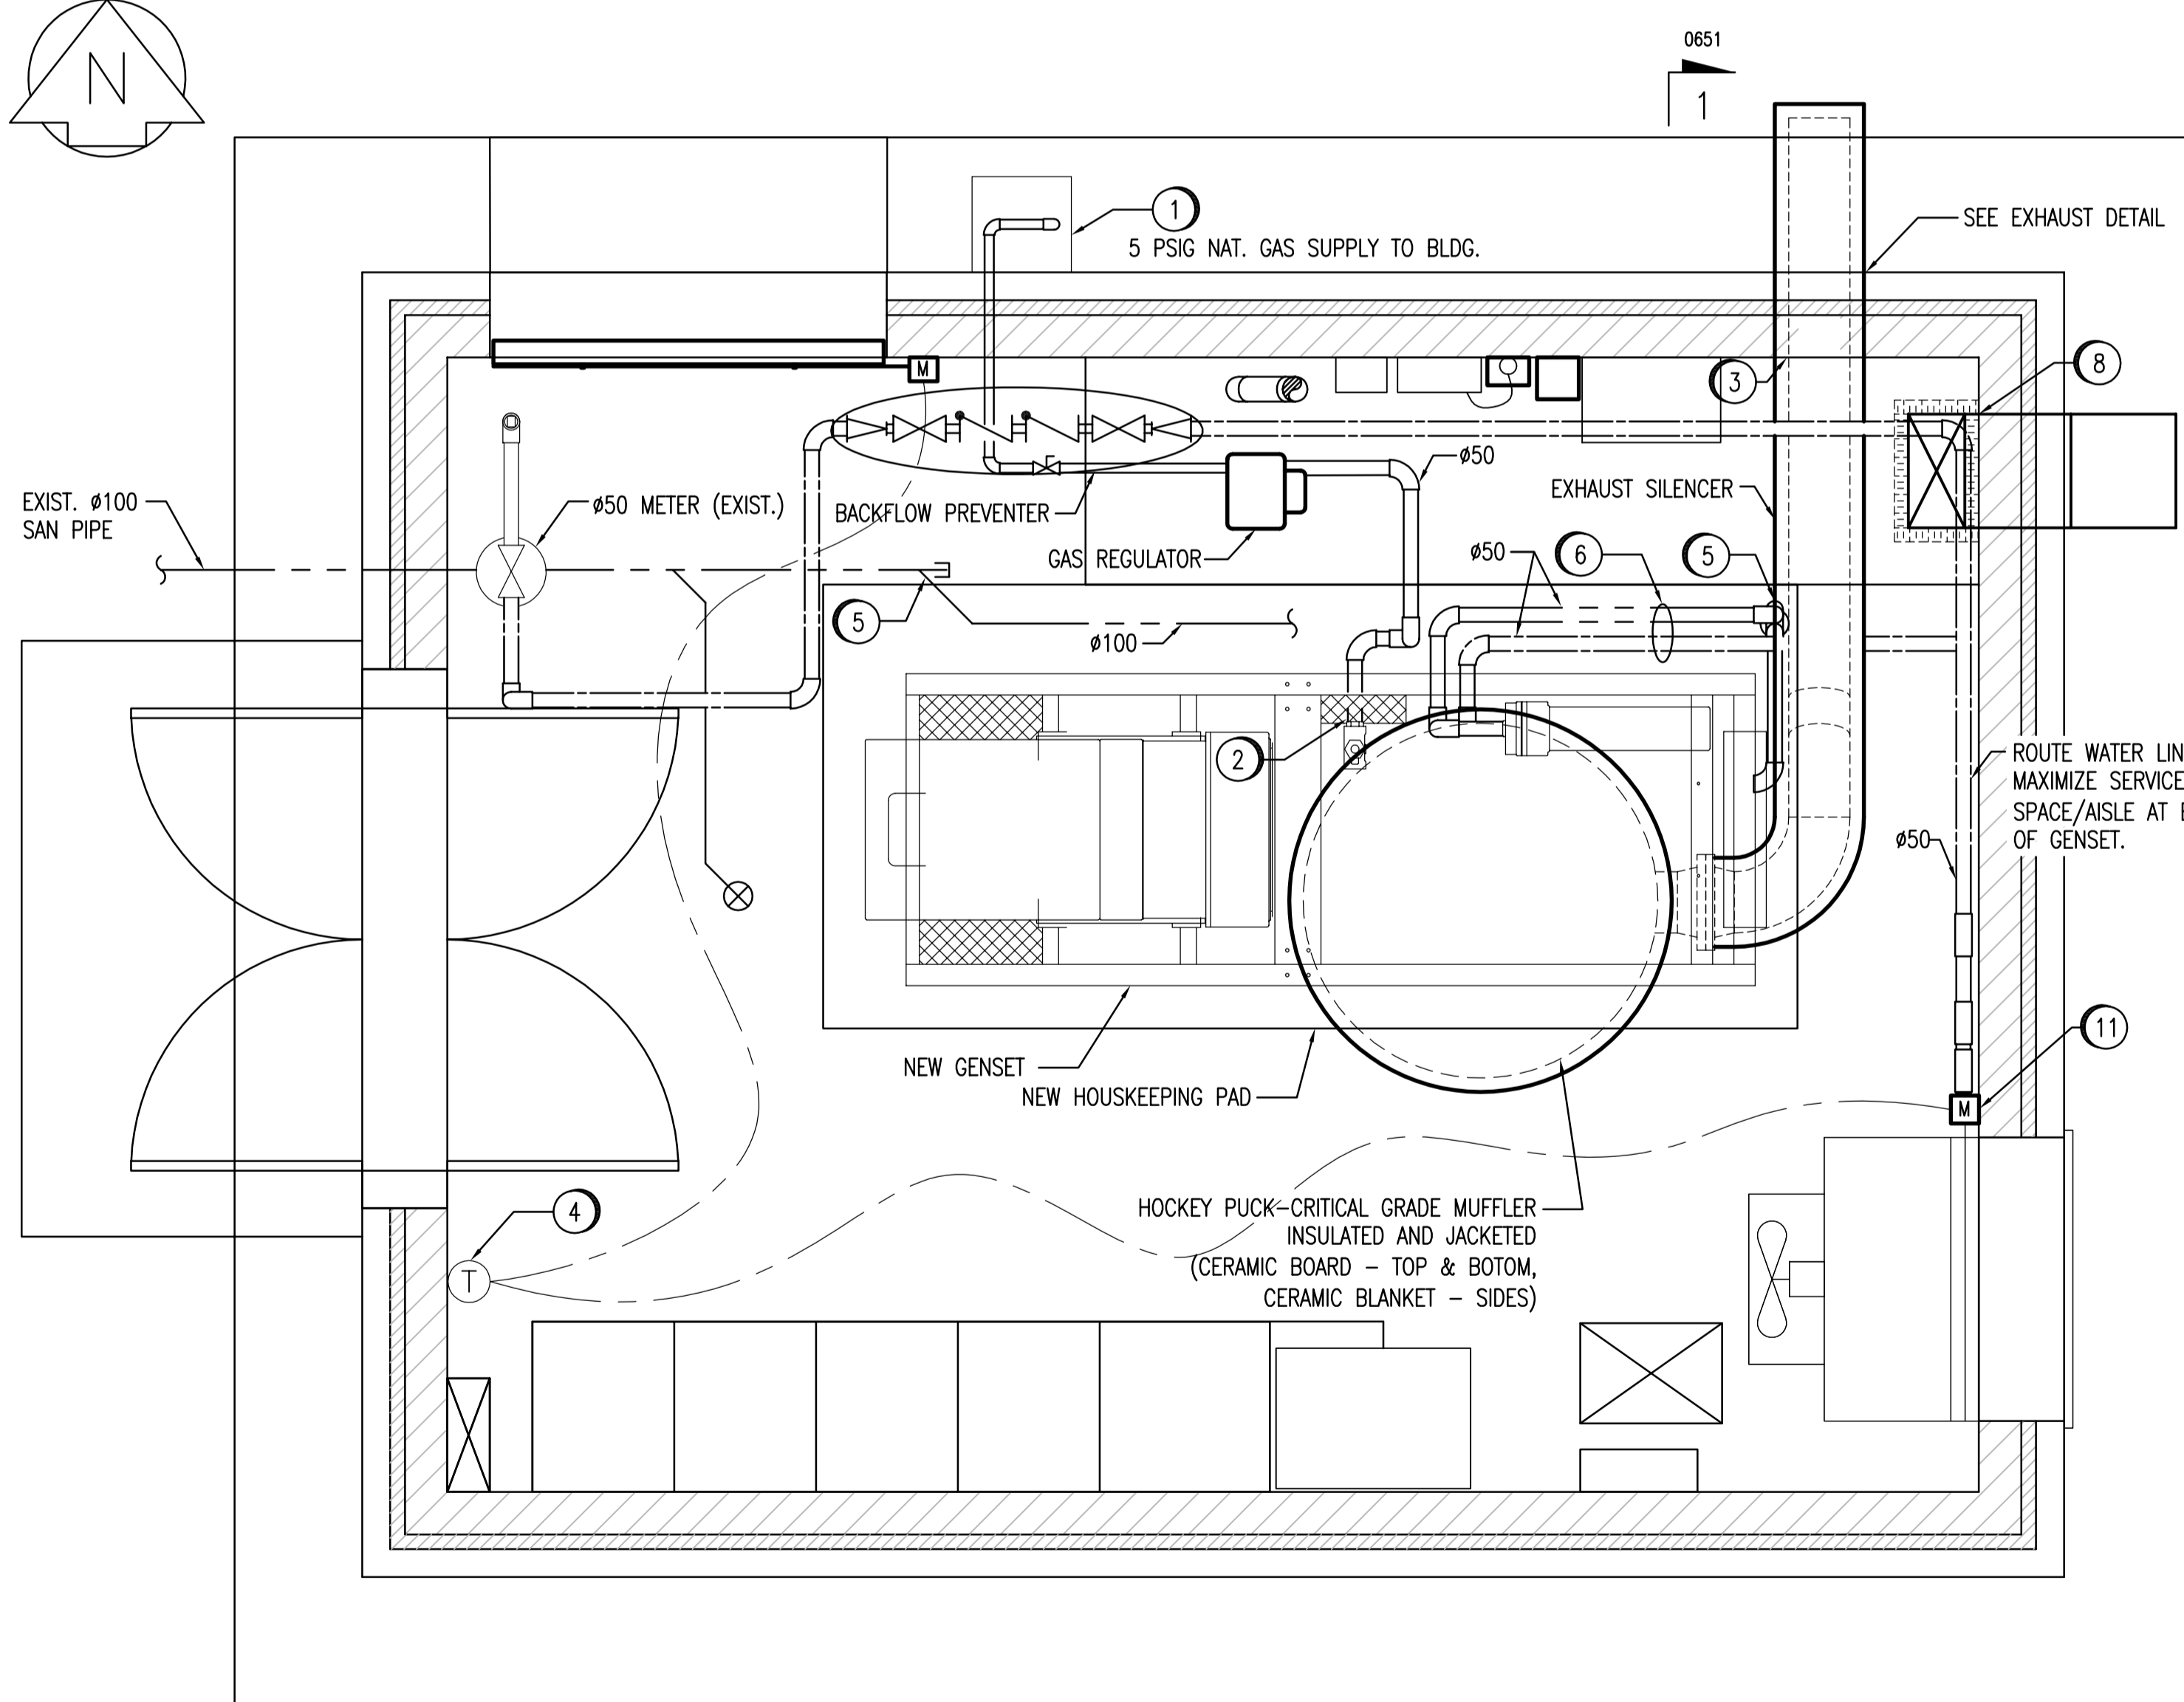 N
0651
1
1
5 PSIG NAT. GAS SUPPLY TO BLDG.
SEE EXHAUST DETAIL
M
3
8
EXIST. ø100
SAN PIPE
ø50 METER (EXIST.)
BACKFLOW PREVENTER
ø50
EXHAUST SILENCER
GAS REGULATOR
ø50
6
5
5
ø100
2
ROUTE WATER LIN
MAXIMIZE SERVICE
SPACE/AISLE AT E
OF GENSET.
ø50
11
NEW GENSET
NEW HOUSKEEPING PAD
M
4
T
HOCKEY PUCK-CRITICAL GRADE MUFFLER
INSULATED AND JACKETED
(CERAMIC BOARD - TOP & BOTOM,
CERAMIC BLANKET - SIDES)